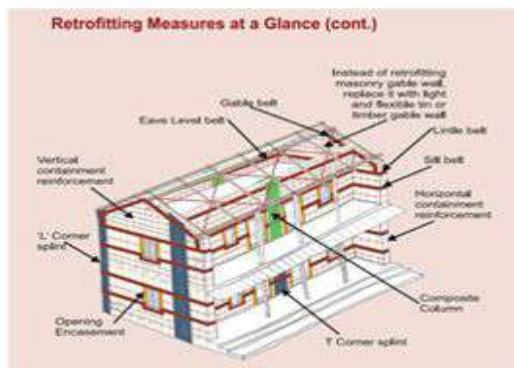 Retrofitting Measures at a Glance (cont.)
Instead of retrofitting
masonry gable wall,
replace it with light
and flexible tin or
timber gable wall
Gable belt
Eave Level belt
Lintle belt
Sill belt
Vertical
containment
reinforcement
Horizontal
containment
reinforcement
'L' Corner
splint
Opening
Encasement
Composite
Column
T Corner splint